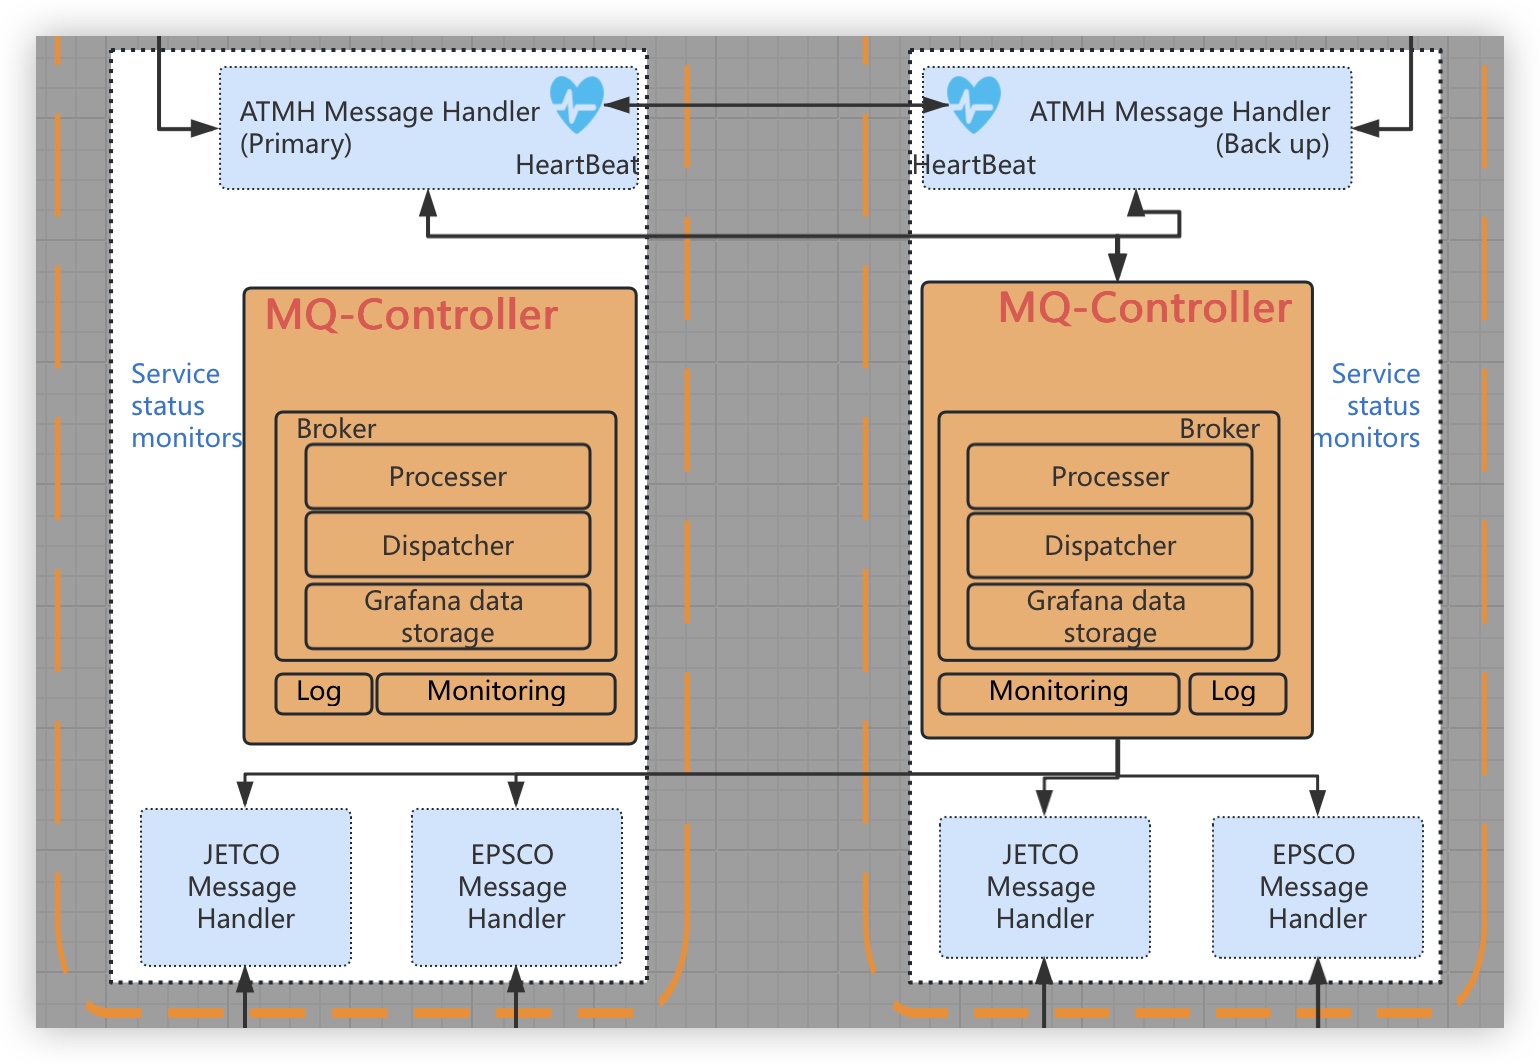 ATMH Message Handler
(Primary)
HeartBeat
MQ-Controller
Service
status
monitors
Broker
Processer
Dispatcher
Grafana data
storage
Log
Monitoring
JETCO
Message
Handler
EPSCO
Message
Handler
ATMH Message Handler
(Back up)
HeartBeat
MQ-Controller
Service
status
monitors
Broker
Processer
Dispatcher
Grafana data
storage
Monitoring
Log
JETCO
Message
Handler
EPSCO
Message
Handler